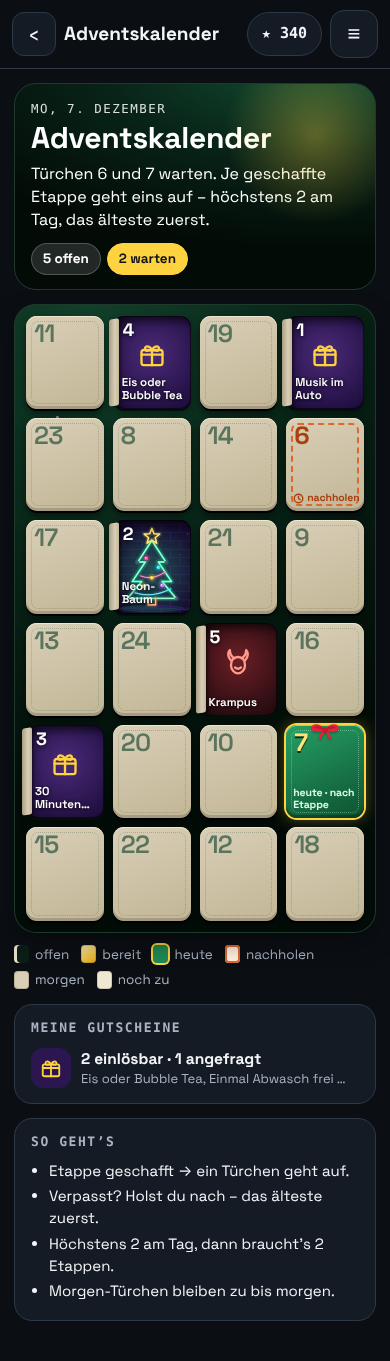 < Adventskalender ★ 340 ≡
MO, 7. DEZEMBER
Adventskalender
Türchen 6 und 7 warten. Je geschaffte
Etappe geht eins auf – höchstens 2 am
Tag, das älteste zuerst.
5 offen 2 warten
11 4 19 1
Eis oder Bubble Tea
Musik im Auto
23 8 14 6
nachholen
17 2 21 9
Neon-Baum
13 24 5 16
Krampus
3 20 10 7
30 Minuten…
heute · nach Etappe
15 22 12 18
offen bereit heute nachholen
morgen noch zu
MEINE GUTSCHEINE
2 einlösbar · 1 angefragt
Eis oder Bubble Tea, Einmal Abwasch frei …
SO GEHT’S
• Etappe geschafft → ein Türchen geht auf.
• Verpasst? Holst du nach – das älteste
zuerst.
• Höchstens 2 am Tag, dann braucht’s 2
Etappen.
• Morgen-Türchen bleiben zu bis morgen.